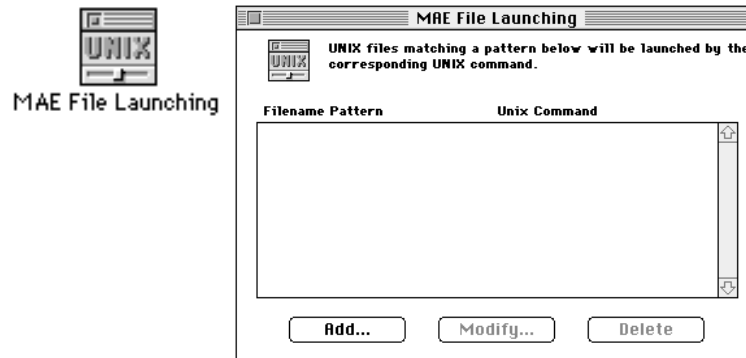 UNIX
MAE File Launching
MAE File Launching
UNIX
UNIX files matching a pattern below will be launched by the
corresponding UNIX command.
Filename Pattern Unix Command
Add... Modify... Delete